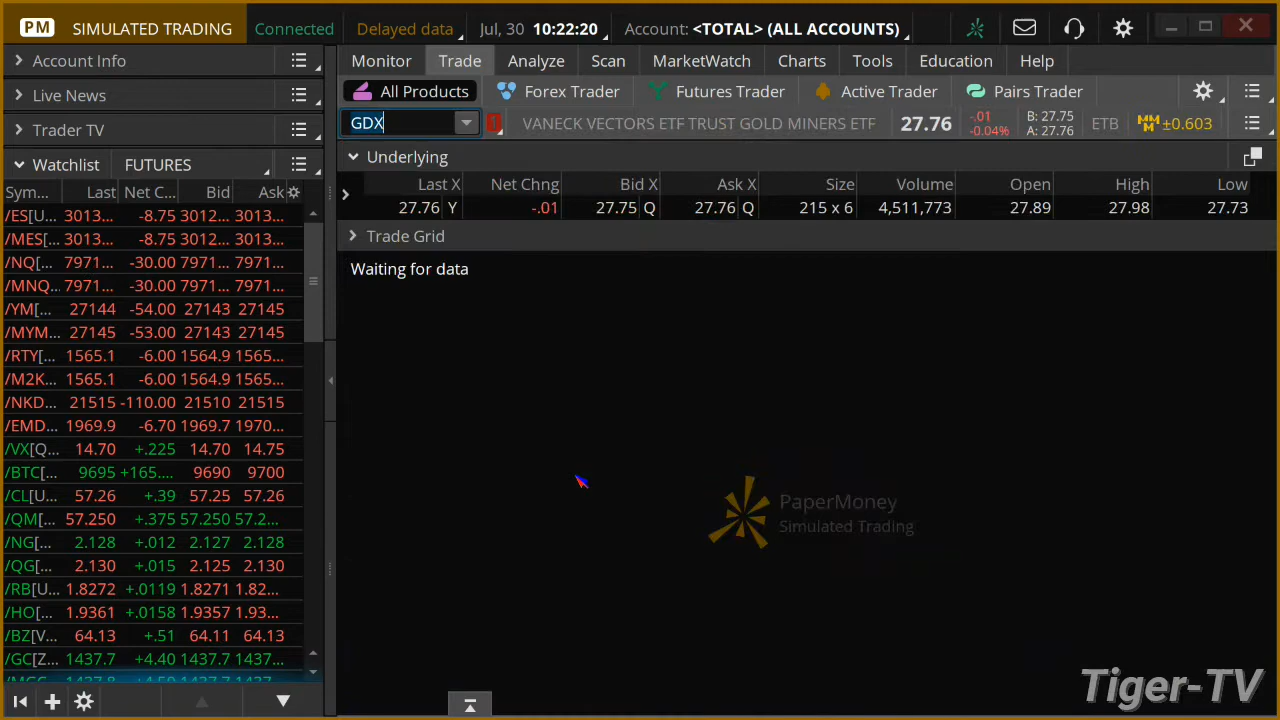 PM SIMULATED TRADING Connected Delayed data Jul, 30 10:22:20 Account: <TOTAL> (ALL ACCOUNTS)
Account Info
Live News
Trader TV
Watchlist FUTURES
Sym... Last Net C... Bid Ask
/ES[U... 3013... -8.75 3012... 3013...
/MES[... 3013... -8.75 3012... 3013...
/NQ[... 7971... -30.00 7971... 7971...
/MNQ... 7971... -30.00 7971... 7971...
/YM[... 27144 -54.00 27143 27145
/MYM... 27145 -53.00 27143 27145
/RTY[... 1565.1 -6.00 1564.9 1565...
/M2K... 1565.1 -6.00 1564.9 1565...
/NKD... 21515 -110.00 21510 21515
/EMD... 1969.9 -6.70 1969.7 1970...
/VX[Q... 14.70 +.225 14.70 14.75
/BTC[... 9695 +165.... 9690 9700
/CL[U... 57.26 +.39 57.25 57.26
/QM[... 57.250 +.375 57.250 57.2...
/NG[... 2.128 +.012 2.127 2.128
/QG[... 2.130 +.015 2.125 2.130
/RB[U... 1.8272 +.0119 1.8271 1.82...
/HO[... 1.9361 +.0158 1.9357 1.93...
/BZ[V... 64.13 +.51 64.11 64.13
/GC[Z... 1437.7 +4.40 1437.7 1437...
Monitor Trade Analyze Scan MarketWatch Charts Tools Education Help
All Products Forex Trader Futures Trader Active Trader Pairs Trader
GDX VANECK VECTORS ETF TRUST GOLD MINERS ETF 27.76 -.01 B: 27.75 ETB MM M ±0.603
-0.04% A: 27.76
Underlying
Last X Net Chng Bid X Ask X Size Volume Open High Low
27.76 Y -.01 27.75 Q 27.76 Q 215 x 6 4,511,773 27.89 27.98 27.73
Trade Grid
Waiting for data
PaperMoney
Simulated Trading
Tiger-TV